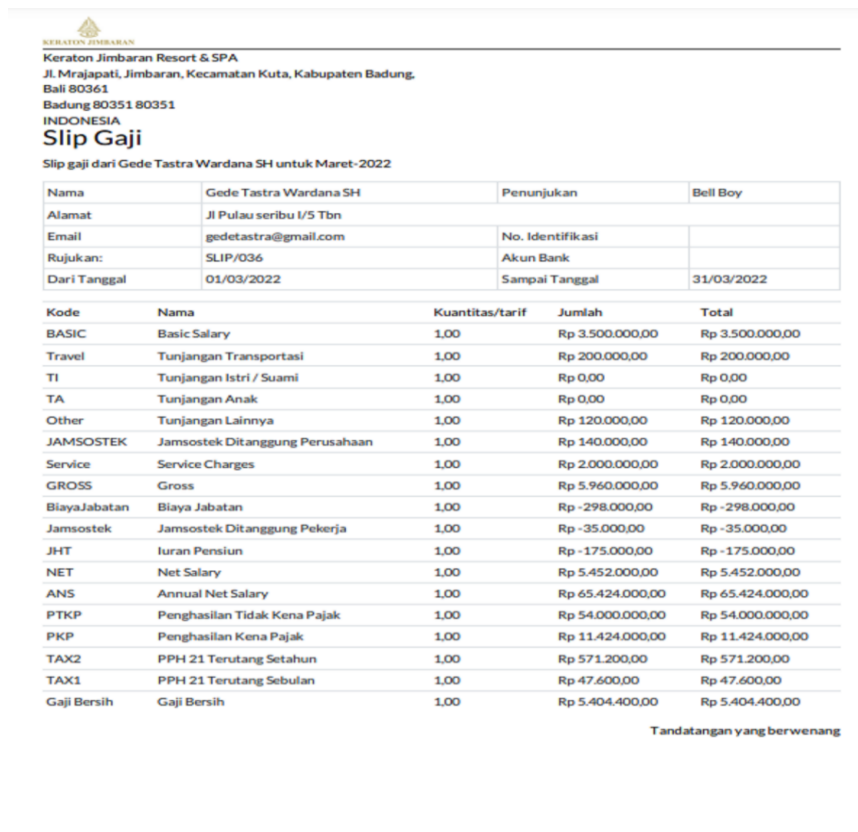 KERATON JIMBARAN
Keraton Jimbaran Resort & SPA
Jl. Mrajapati, Jimbaran, Kecamatan Kuta, Kabupaten Badung,
Bali 80361
Badung 80351 80351
INDONESIA
Slip Gaji
Slip gaji dari Gede Tastra Wardana SH untuk Maret-2022
Nama Gede Tastra Wardana SH Penunjukan Bell Boy
Alamat Jl Pulau seribu I/5 Tbn
Email gedetastra@gmail.com No. Identifikasi
Rujukan: SLIP/036 Akun Bank
Dari Tanggal 01/03/2022 Sampai Tanggal 31/03/2022
Kode Nama Kuantitas/tarif Jumlah Total
BASIC Basic Salary 1,00 Rp 3.500.000,00 Rp 3.500.000,00
Travel Tunjangan Transportasi 1,00 Rp 200.000,00 Rp 200.000,00
TI Tunjangan Istri / Suami 1,00 Rp 0,00 Rp 0,00
TA Tunjangan Anak 1,00 Rp 0,00 Rp 0,00
Other Tunjangan Lainnya 1,00 Rp 120.000,00 Rp 120.000,00
JAMSOSTEK Jamsostek Ditanggung Perusahaan 1,00 Rp 140.000,00 Rp 140.000,00
Service Service Charges 1,00 Rp 2.000.000,00 Rp 2.000.000,00
GROSS Gross 1,00 Rp 5.960.000,00 Rp 5.960.000,00
BiayaJabatan Biaya Jabatan 1,00 Rp -298.000,00 Rp -298.000,00
Jamsostek Jamsostek Ditanggung Pekerja 1,00 Rp -35.000,00 Rp -35.000,00
JHT Iuran Pensiun 1,00 Rp -175.000,00 Rp -175.000,00
NET Net Salary 1,00 Rp 5.452.000,00 Rp 5.452.000,00
ANS Annual Net Salary 1,00 Rp 65.424.000,00 Rp 65.424.000,00
PTKP Penghasilan Tidak Kena Pajak 1,00 Rp 54.000.000,00 Rp 54.000.000,00
PKP Penghasilan Kena Pajak 1,00 Rp 11.424.000,00 Rp 11.424.000,00
TAX2 PPH 21 Terutang Setahun 1,00 Rp 571.200,00 Rp 571.200,00
TAX1 PPH 21 Terutang Sebulan 1,00 Rp 47.600,00 Rp 47.600,00
Gaji Bersih Gaji Bersih 1,00 Rp 5.404.400,00 Rp 5.404.400,00
Tandatangan yang berwenang